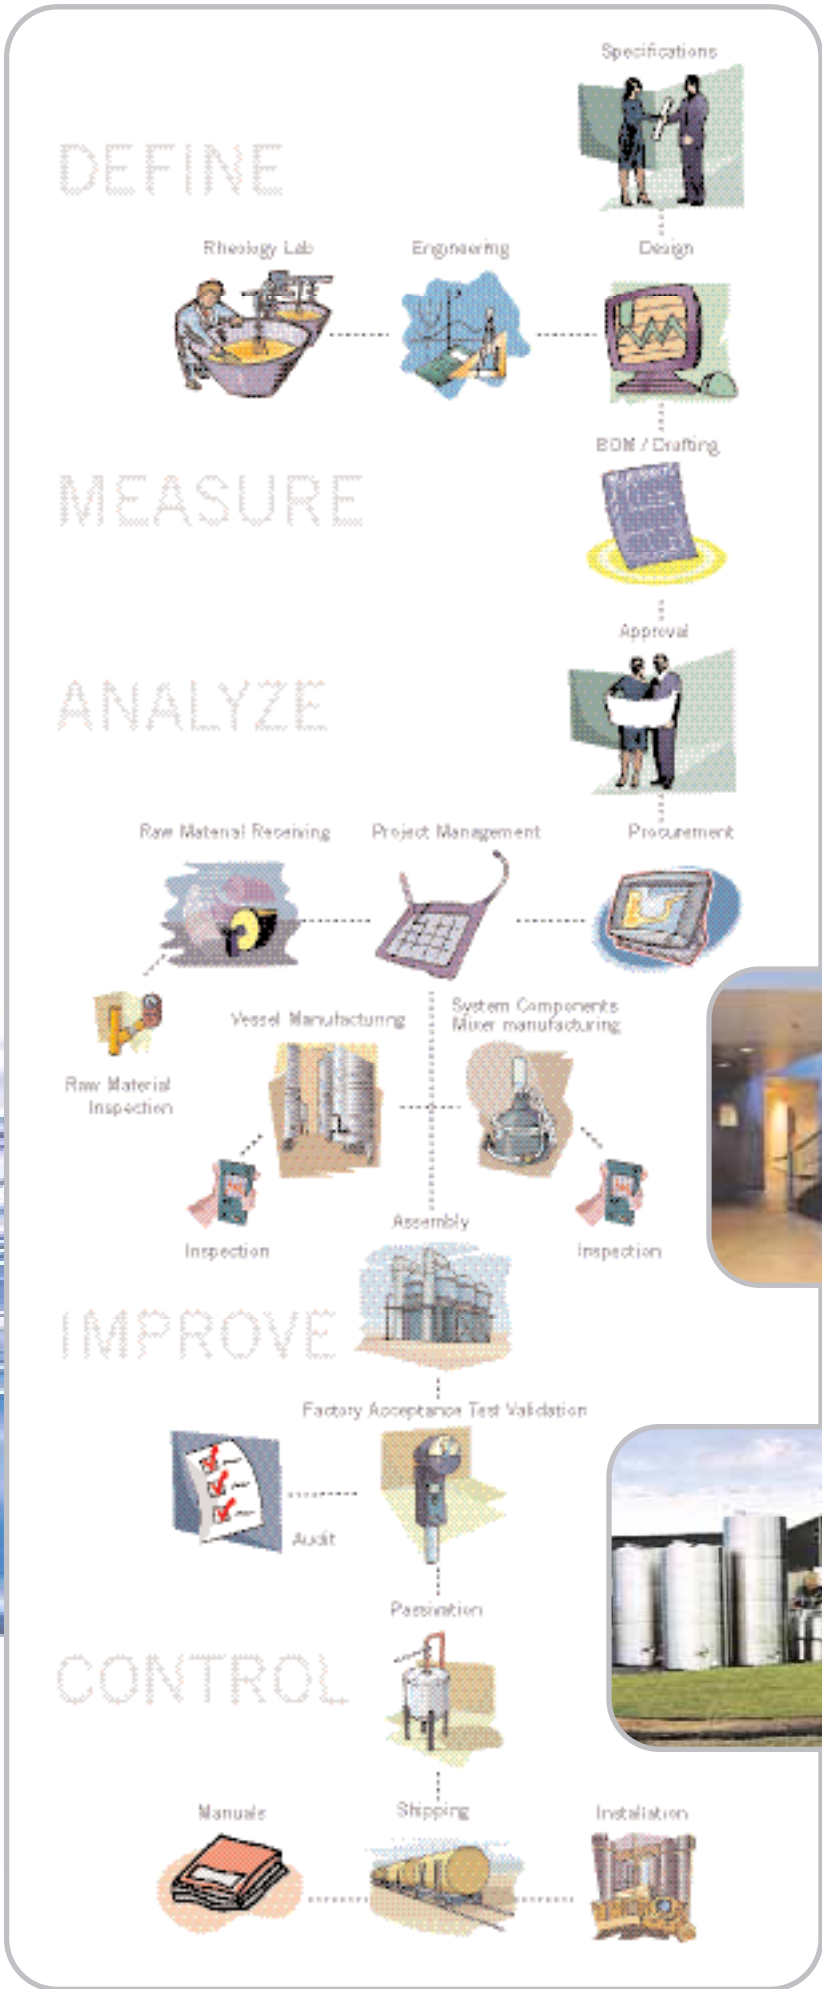 Specifications
DEFINE
Rheology Lab
Engineering
Design
BOM / Drafting
MEASURE
Approval
ANALYZE
Raw Material Receiving
Project Management
Procurement
Vessel Manufacturing
System Components
Mixer manufacturing
Raw Material
Inspection
Assembly
Inspection
Inspection
IMPROVE
Factory Acceptance Test Validation
Audit
Passivation
CONTROL
Manuals
Shipping
Installation